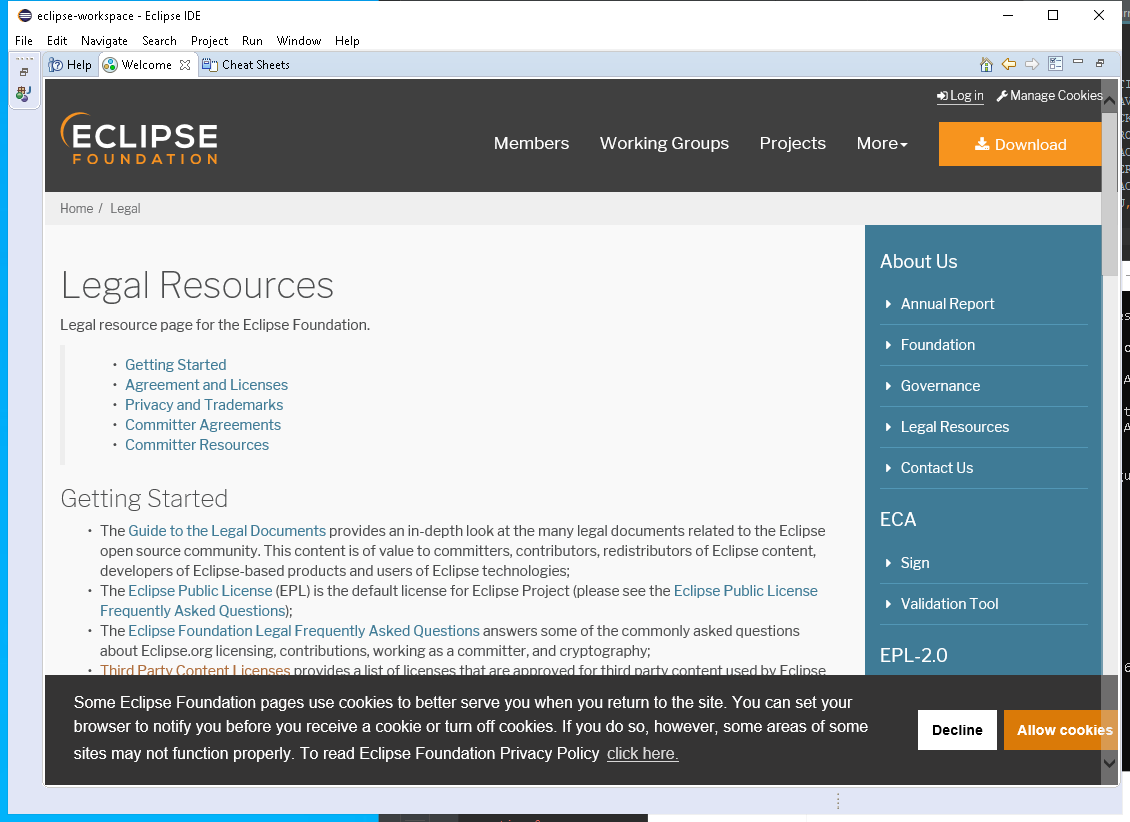 eclipse-workspace - Eclipse IDE
File Edit Navigate Search Project Run Window Help
Help Welcome Cheat Sheets
Log in Manage Cookies
ECLIPSE
FOUNDATION
Members Working Groups Projects More Download
Home / Legal
Legal Resources
Legal resource page for the Eclipse Foundation.
• Getting Started
• Agreement and Licenses
• Privacy and Trademarks
• Committer Agreements
• Committer Resources
Getting Started
• The Guide to the Legal Documents provides an in-depth look at the many legal documents related to the Eclipse
open source community. This content is of value to committers, contributors, redistributors of Eclipse content,
developers of Eclipse-based products and users of Eclipse technologies;
• The Eclipse Public License (EPL) is the default license for Eclipse Project (please see the Eclipse Public License
Frequently Asked Questions);
• The Eclipse Foundation Legal Frequently Asked Questions answers some of the commonly asked questions
about Eclipse.org licensing, contributions, working as a committer, and cryptography;
• Third Party Content Licenses provides a list of licenses that are approved for third party content used by Eclipse
About Us
Annual Report
Foundation
Governance
Legal Resources
Contact Us
ECA
Sign
Validation Tool
EPL-2.0
Some Eclipse Foundation pages use cookies to better serve you when you return to the site. You can set your
browser to notify you before you receive a cookie or turn off cookies. If you do so, however, some areas of some
sites may not function properly. To read Eclipse Foundation Privacy Policy click here.
Decline Allow cookies